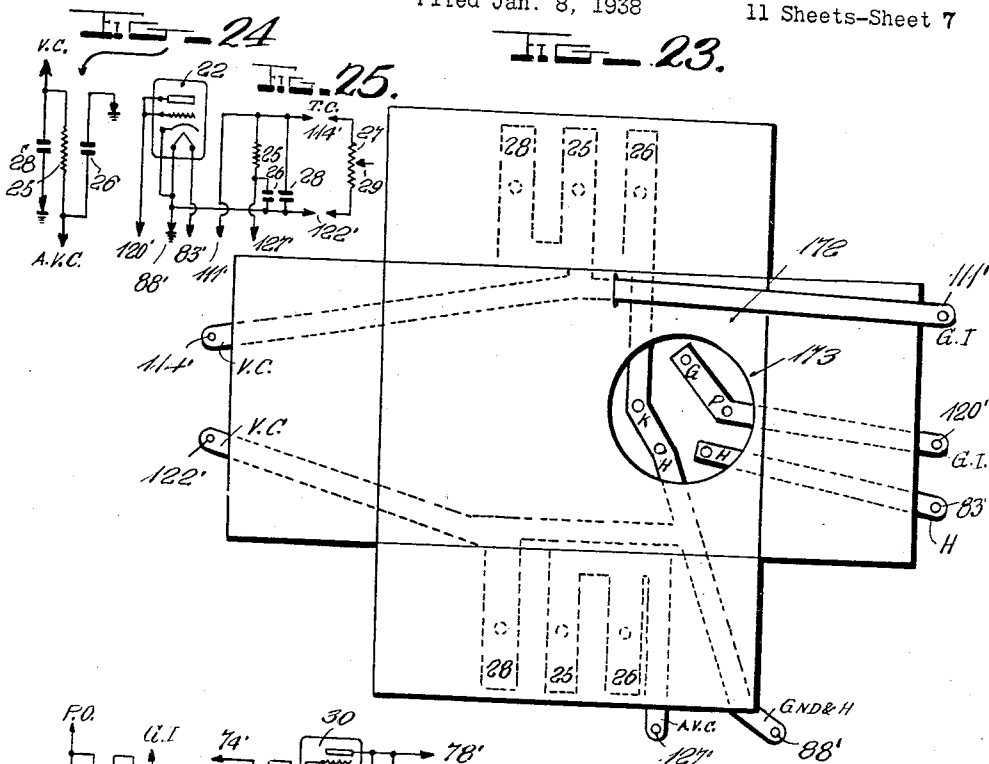 Filed Jan. 8, 1938
11 Sheets-Sheet 7
24
23.
25.
V.C.
22
T.C.
114'
27
28
25
26
25
26
28
29
A.V.C.
120'
88'
83'
111'
127'
122'
28
25
26
172
111'
G.I
173
114'
V.C.
G
P
K
H
H
120'
G.I.
V.C.
122'
83'
H
28
25
26
A.V.C.
127'
GND & H
88'
P.O.
G.I
74'
30
78'